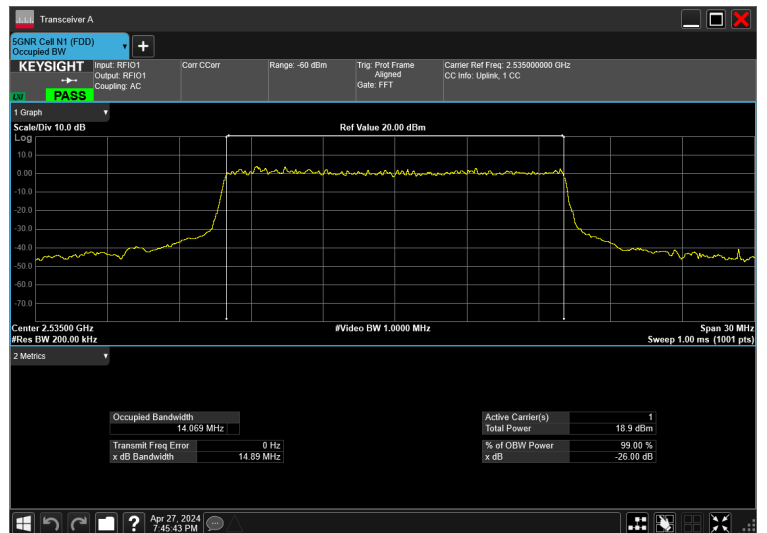 Transceiver A
5GNR Cell N1 (FDD)
Occupied BW
KEYSIGHT
LXI
PASS
Input: RFIO1
Output: RFIO1
Coupling: AC
Corr CCorr
Range: -60 dBm
Trig: Prot Frame
Aligned
Gate: FFT
Carrier Ref Freq: 2.535000000 GHz
CC Info: Uplink, 1 CC
1 Graph
Scale/Div 10.0 dB
Ref Value 20.00 dBm
Log
10.0
0.00
-10.0
-20.0
-30.0
-40.0
-50.0
-60.0
-70.0
Center 2.53500 GHz
#Video BW 1.0000 MHz
Span 30 MHz
#Res BW 200.00 kHz
Sweep 1.00 ms (1001 pts)
2 Metrics
Occupied Bandwidth
14.069 MHz
Transmit Freq Error 0 Hz
x dB Bandwidth 14.89 MHz
Active Carrier(s) 1
Total Power 18.9 dBm
% of OBW Power 99.00 %
x dB -26.00 dB
?
Apr 27, 2024
7:45:43 PM